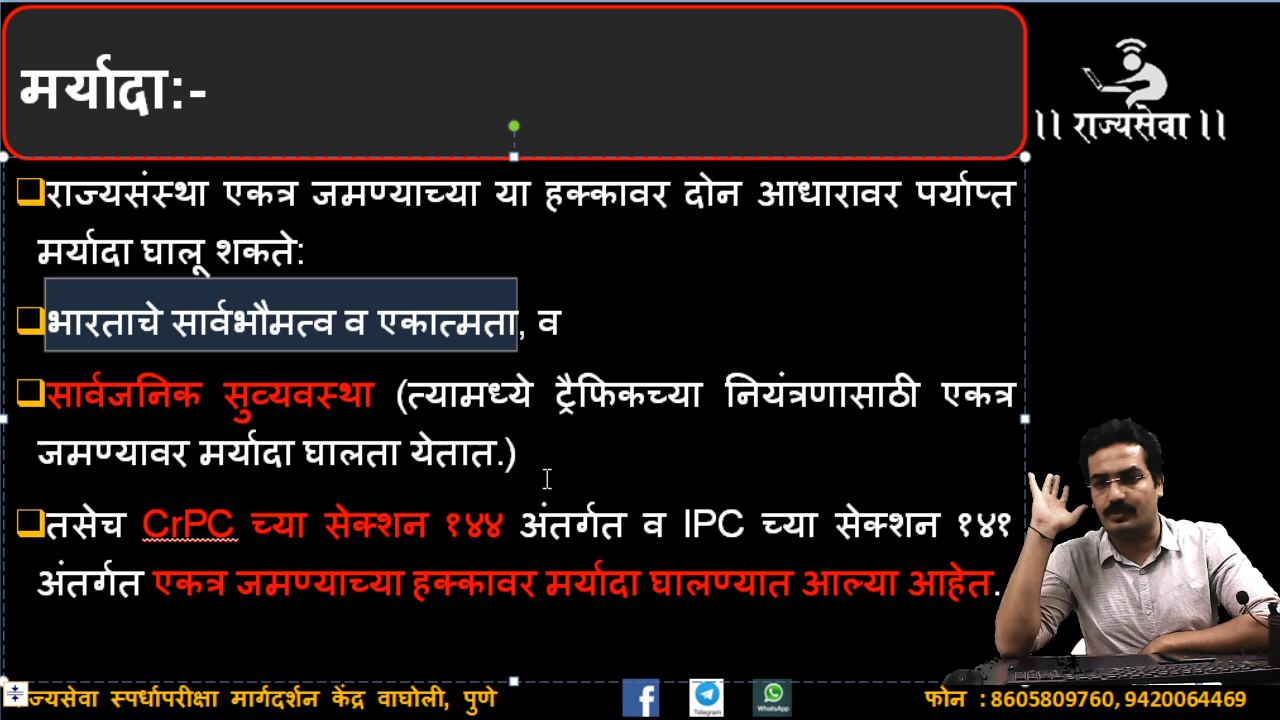 मर्यादा:-
|| राज्यसेवा ||
राज्यसंस्था एकत्र जमण्याच्या या हक्कावर दोन आधारावर पर्याप्त
मर्यादा घालू शकते:
भारताचे सार्वभौमत्व व एकात्मता, व
सार्वजनिक सुव्यवस्था (त्यामध्ये ट्रैफिकच्या नियंत्रणासाठी एकत्र
जमण्यावर मर्यादा घालता येतात.)
तसेच CrPC च्या सेक्शन १४४ अंतर्गत व IPC च्या सेक्शन १४१
अंतर्गत एकत्र जमण्याच्या हक्कावर मर्यादा घालण्यात आल्या आहेत.
ज्यसेवा स्पर्धापरीक्षा मार्गदर्शन केंद्र वाघोली, पुणे
Telegram
WhatsApp
फोन : 8605809760, 9420064469